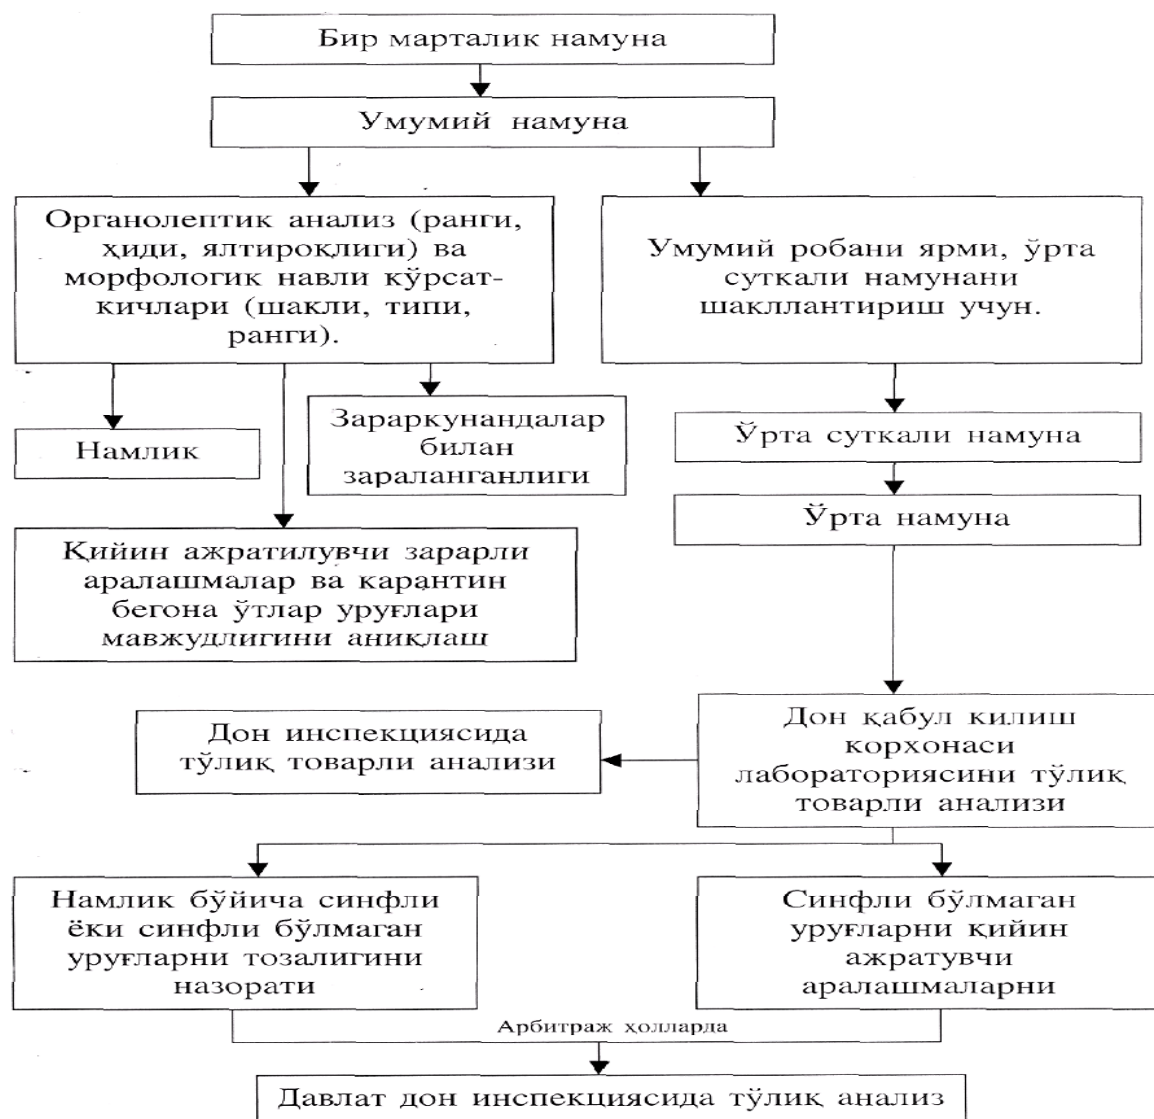 Бир марталик намуна
Умумий намуна
Органолептик анализ (ранги,
ҳиди, ялтироқлиги) ва
морфологик навли кўрсат-
кичлари (шакли, типи,
ранги).
Умумий робани ярми, ўрта
суткали намунани
шакллантириш учун.
Намлик
Зараркунандалар
билан
зараланганлиги
Ўрта суткали намуна
Ўрта намуна
Қийин ажратилувчи зарарли
аралашмалар ва карантин
бегона ўтлар уруғлари
мавжудлигини аниқлаш
Дон инспекциясида
тўлиқ товарли анализи
Дон қабул килиш
корхонаси
лабораториясини тўлиқ
товарли анализи
Намлик бўйича синфли
ёки синфли бўлмаган
уруғларни тозалигини
назорати
Синфли бўлмаган
уруғларни қийин
ажратувчи
аралашмаларни
Арбитраж ҳолларда
Давлат дон инспекциясида тўлиқ анализ